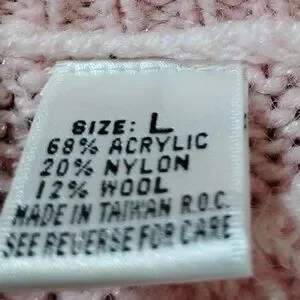 SIZE: L
68% ACRYLIC
20% NYLON
12% WOOL
MADE IN TAIWAN R.O.C.
SEE REVERSE FOR CARE